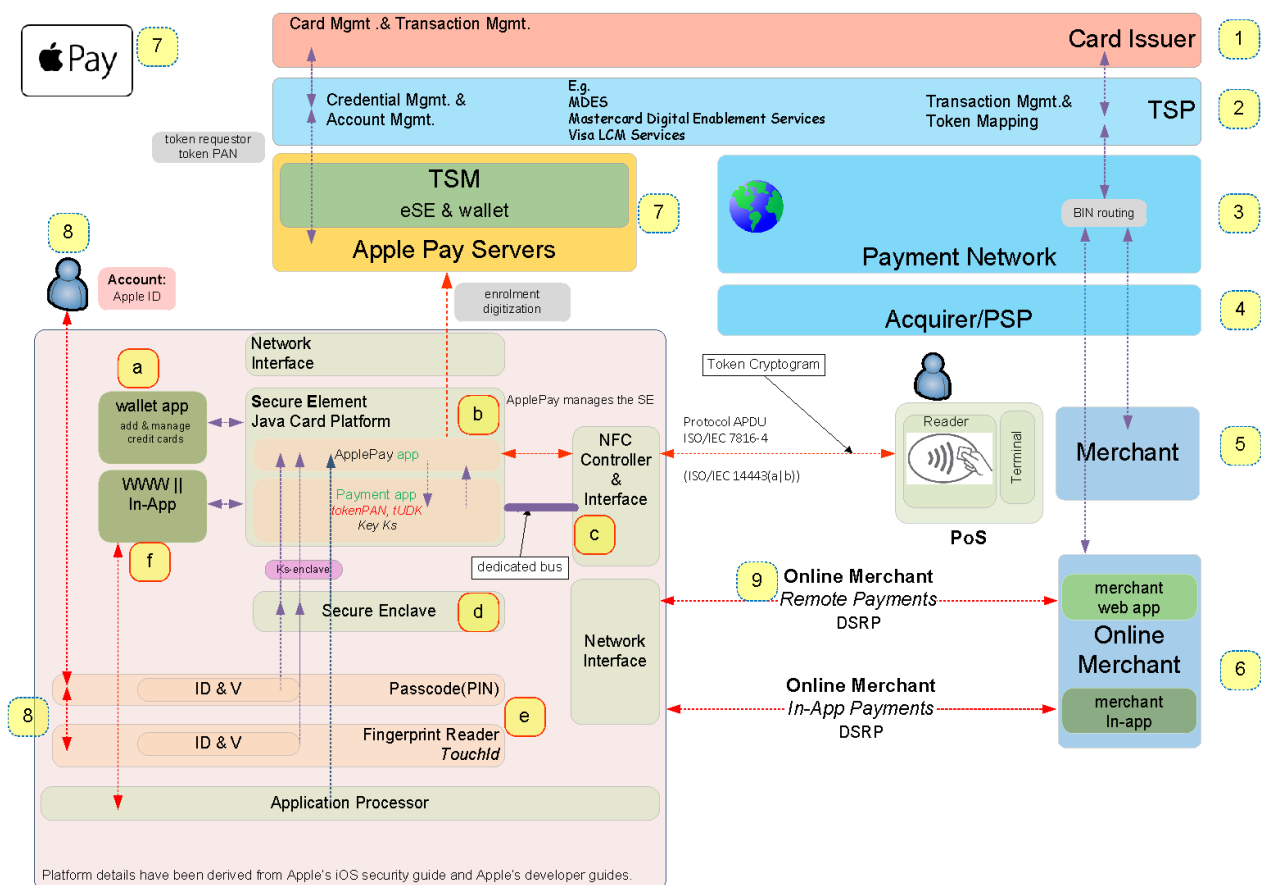 Pay
7
Card Mgmt .& Transaction Mgmt.
Card Issuer
1
Credential Mgmt. &
Account Mgmt.
E.g.
MDES
Mastercard Digital Enablement Services
Visa LCM Services
Transaction Mgmt.&
Token Mapping
TSP
2
token requestor
token PAN
TSM
eSE & wallet
Apple Pay Servers
7
BIN routing
Payment Network
3
8
Account:
Apple ID
enrolment
digitization
Acquirer/PSP
4
Network
Interface
a
wallet app
add & manage
credit cards
Secure Element
Java Card Platform
b
ApplePay manages the SE
ApplePay app
Payment app
tokenPAN, tUDK
Key Ks
WWW ||
In-App
f
NFC
Controller
&
Interface
c
dedicated bus
Token Cryptogram
Protocol APDU
ISO/IEC 7816-4
(ISO/IEC 14443(a|b))
Reader
Terminal
PoS
Merchant
5
Ks-enclave
Secure Enclave
d
Network
Interface
9
Online Merchant
Remote Payments
DSRP
merchant
web app
Online
Merchant
6
merchant
In-app
Online Merchant
In-App Payments
DSRP
8
ID & V
Passcode(PIN)
e
ID & V
Fingerprint Reader
TouchId
Application Processor
Platform details have been derived from Apple's iOS security guide and Apple's developer guides.